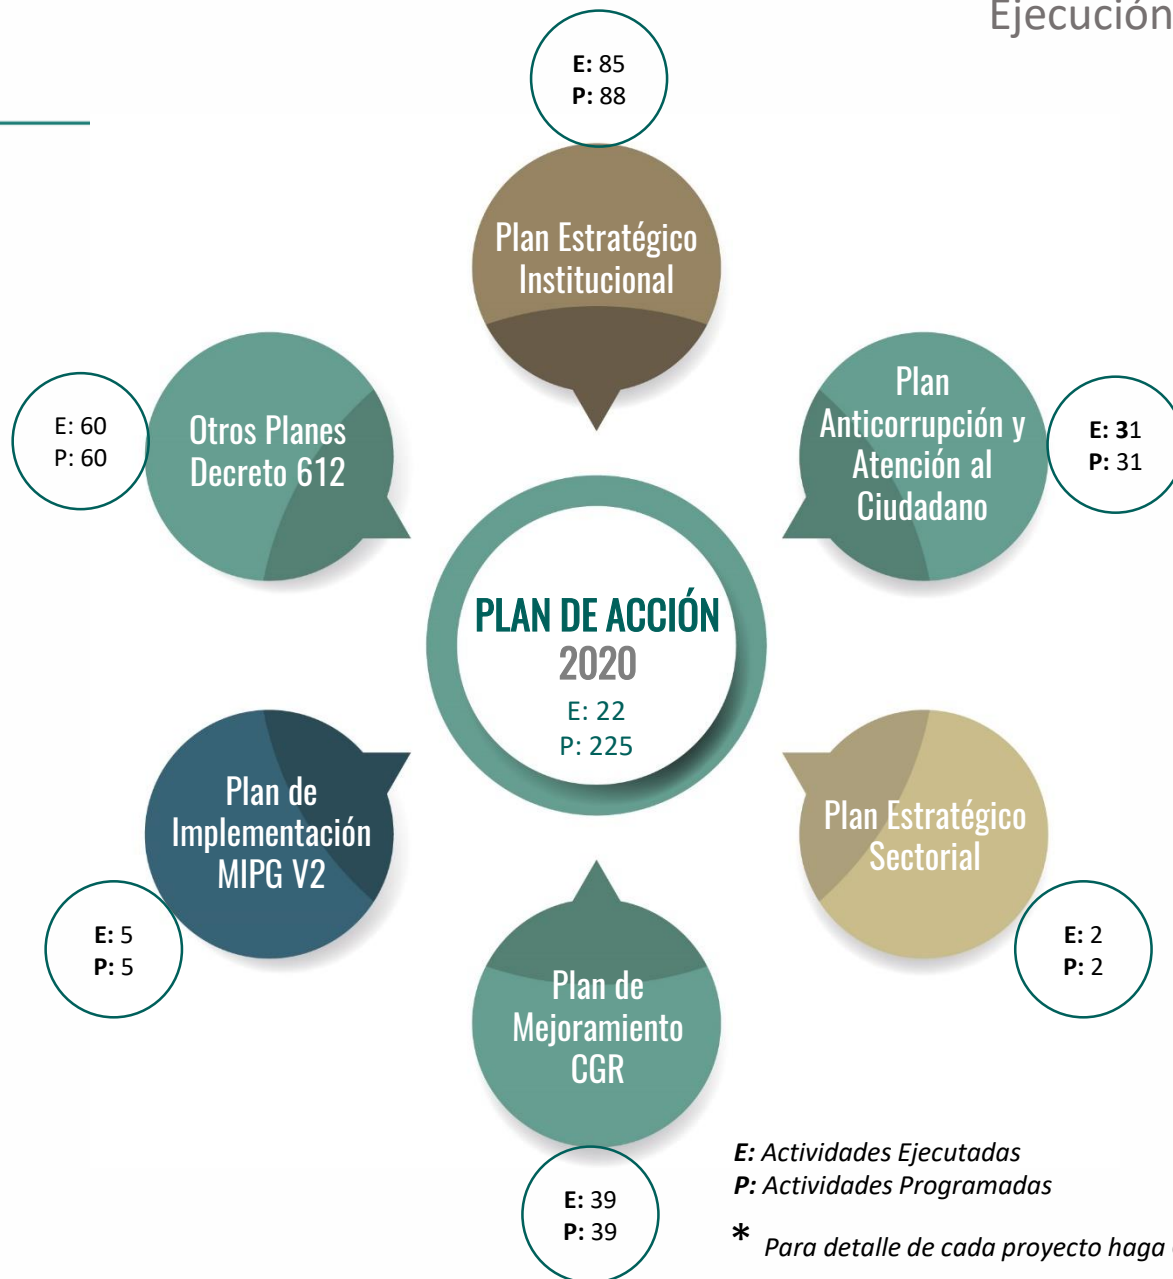 Ejecución
E: 85
P: 88
Plan Estratégico
Institucional
E: 60
P: 60
Otros Planes
Decreto 612
Plan
Anticorrupción y
Atención al
Ciudadano
E: 31
P: 31
PLAN DE ACCIÓN
2020
E: 22
P: 225
Plan de
Implementación
MIPG V2
E: 5
P: 5
Plan Estratégico
Sectorial
E: 2
P: 2
Plan de
Mejoramiento
CGR
E: 39
P: 39
E: Actividades Ejecutadas
P: Actividades Programadas
* Para detalle de cada proyecto haga